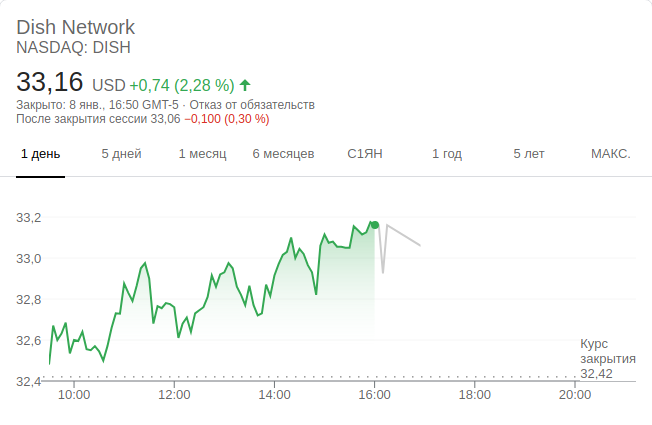 Dish Network
NASDAQ: DISH
33,16 USD +0,74 (2,28 %)
Закрыто: 8 янв., 16:50 GMT-5 · Отказ от обязательств
После закрытия сессии 33,06 −0,100 (0,30 %)
1 день 5 дней 1 месяц 6 месяцев С1ЯН 1 год 5 лет МАКС.
33,2
33,0
32,8
32,6
Курс
закрытия
32,42
32,4
10:00 12:00 14:00 16:00 18:00 20:00